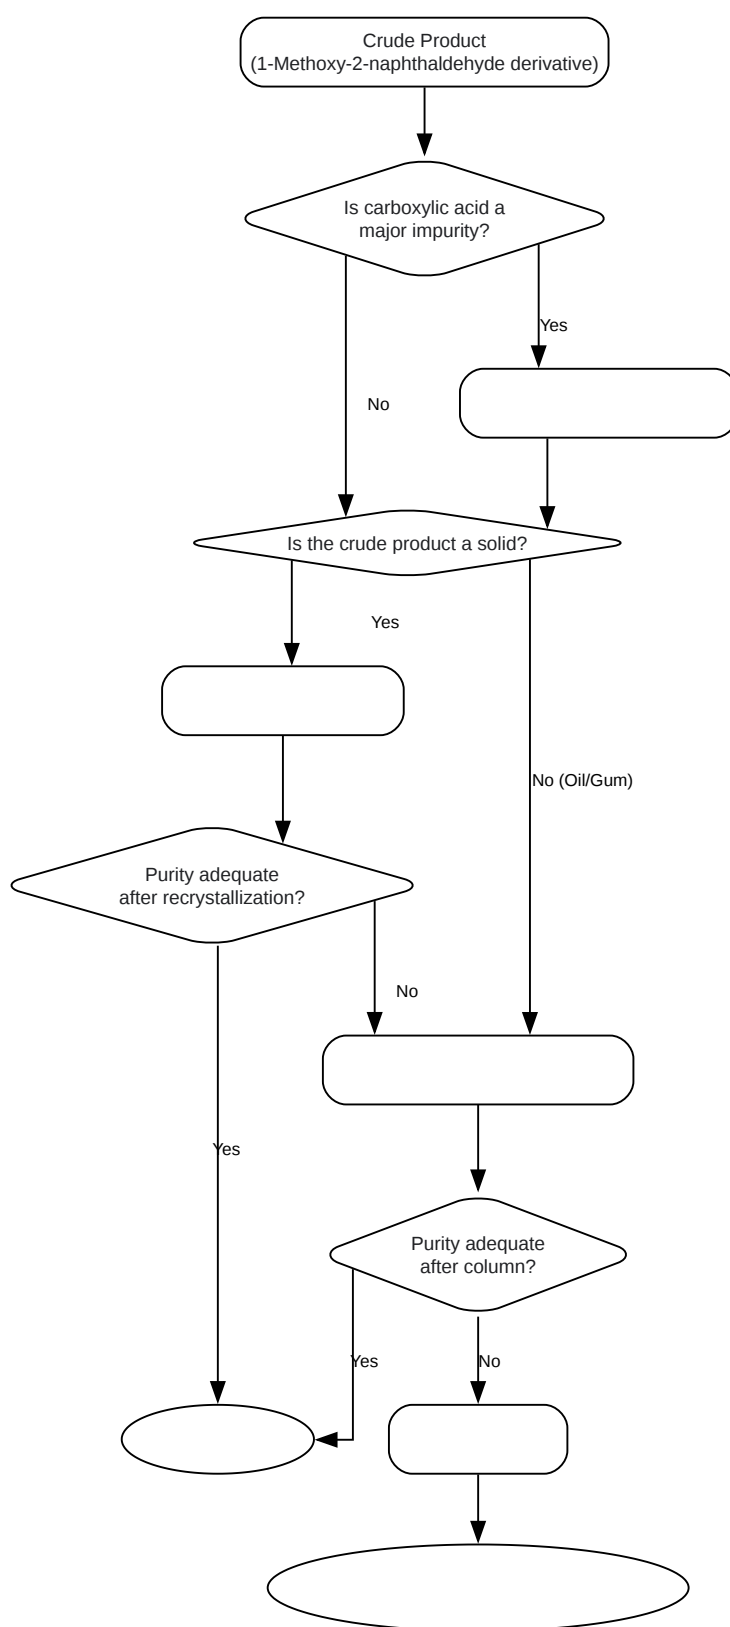 Crude Product
(1-Methoxy-2-naphthaldehyde derivative)
Is carboxylic acid a
major impurity?
Yes
No
Is the crude product a solid?
Yes
No (Oil/Gum)
Purity adequate
after recrystallization?
No
Yes
Purity adequate
after column?
Yes
No